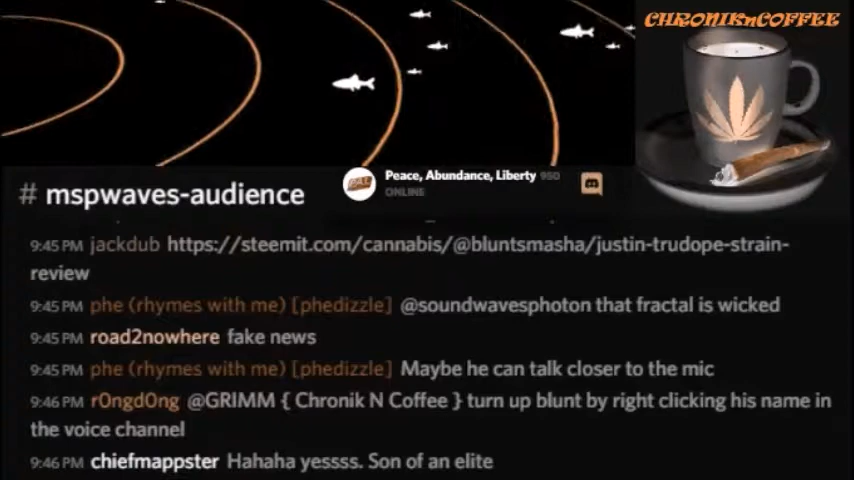 CHRONIKnCOFFEE
Peace, Abundance, Liberty 950
ONLINE
# mspwaves-audience
9:45 PM jackdub https://steemit.com/cannabis/@bluntsmasha/justin-trudope-strain-
review
9:45 PM phe (rhymes with me) [phedizzle] @soundwavesphoton that fractal is wicked
9:45 PM road2nowhere fake news
9:45 PM phe (rhymes with me) [phedizzle] Maybe he can talk closer to the mic
9:46 PM r0ngd0ng @GRIMM { Chronik N Coffee } turn up blunt by right clicking his name in
the voice channel
9:46 PM chiefmappster Hahaha yessss. Son of an elite